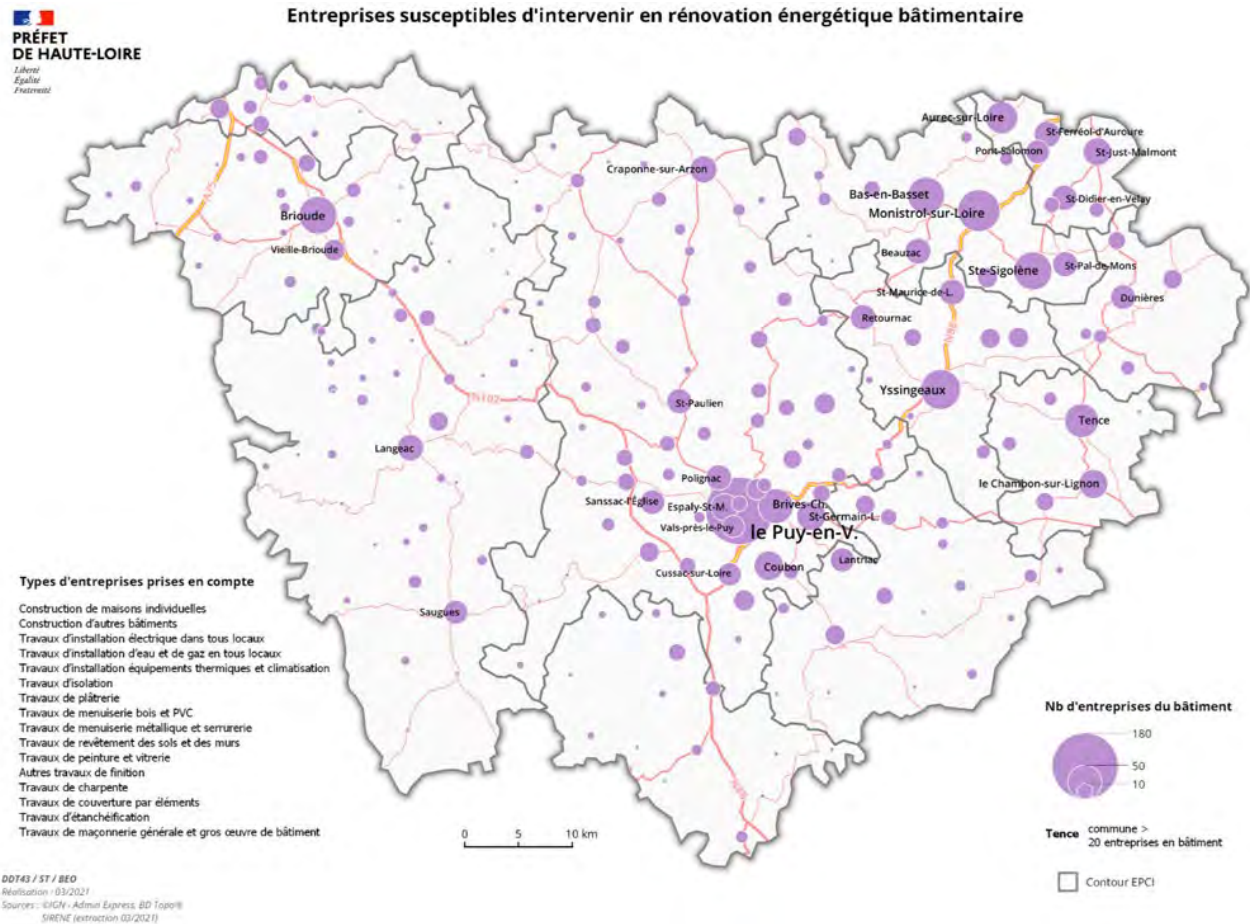 Entreprises susceptibles d'intervenir en rénovation énergétique bâtimentaire
PRÉFET
DE HAUTE-LOIRE
Liberté
Égalité
Fraternité
Aurec-sur-Loire
St-Ferréol-d'Auroure
Pont-Salomon
St-Just-Malmont
Craponne-sur-Arzon
A75
Bas-en-Basset
St-Didier-en-Velay
Monistrol-sur-Loire
Brioude
Vieille-Brioude
Beauzac
Ste-Sigolène
St-Pal-de-Mons
St-Maurice-de-L.
Dunières
Retournac
N88
Yssingeaux
N102
St-Paulien
Tence
Langeac
Polignac
le Chambon-sur-Lignon
Sanssac-l'Église
Espaly-St-M.
Brives-Ch.
St-Germain-L.
Vals-près-le-Puy
le Puy-en-V.
Lantriac
Cussac-sur-Loire
Coubon
Saugues
N88
Types d'entreprises prises en compte
Construction de maisons individuelles
Construction d'autres bâtiments
Travaux d'installation électrique dans tous locaux
Travaux d'installation d'eau et de gaz en tous locaux
Travaux d'installation équipements thermiques et climatisation
Travaux d'isolation
Travaux de plâtrerie
Travaux de menuiserie bois et PVC
Travaux de menuiserie métallique et serrurerie
Travaux de revêtement des sols et des murs
Travaux de peinture et vitrerie
Autres travaux de finition
Travaux de charpente
Travaux de couverture par éléments
Travaux d'étanchéification
Travaux de maçonnerie générale et gros œuvre de bâtiment
0 5 10 km
Nb d'entreprises du bâtiment
180
50
10
Tence commune >
20 entreprises en bâtiment
Contour EPCI
DDT43 / ST / BEO
Réalisation : 03/2021
Sources : ©IGN - Admin Express, BD Topo®
SIRENE (extraction 03/2021)